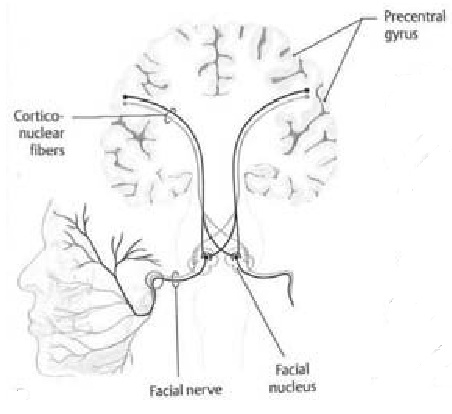 Precentral
gyrus
Cortico-
nuclear
fibers
Facial
nucleus
Facial nerve